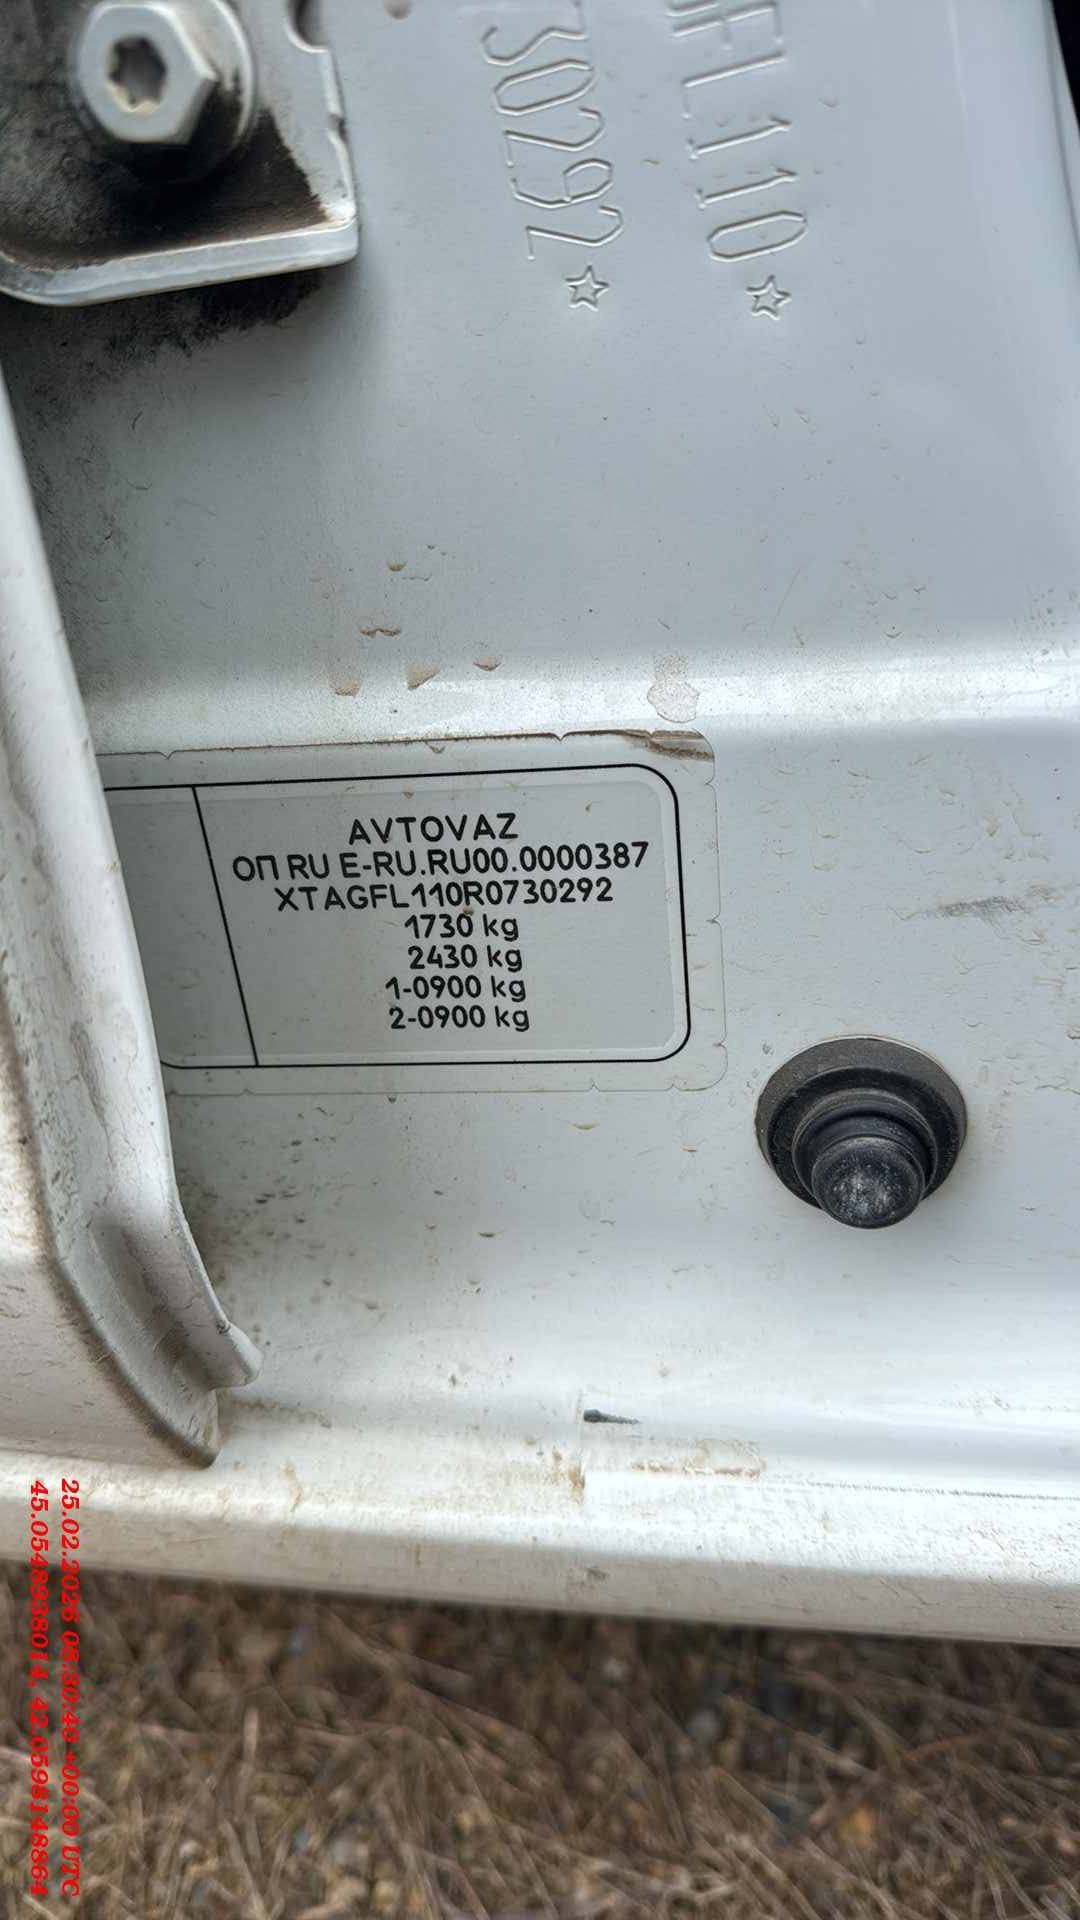 GFL110☆
730292☆
AVTOVAZ
ОП RU E-RU.RU00.0000387
XTAGFL110R0730292
1730 kg
2430 kg
1-0900 kg
2-0900 kg
25.02.2026 08:30:40 +00:00 UTC
45.054898014, 42.0598148864